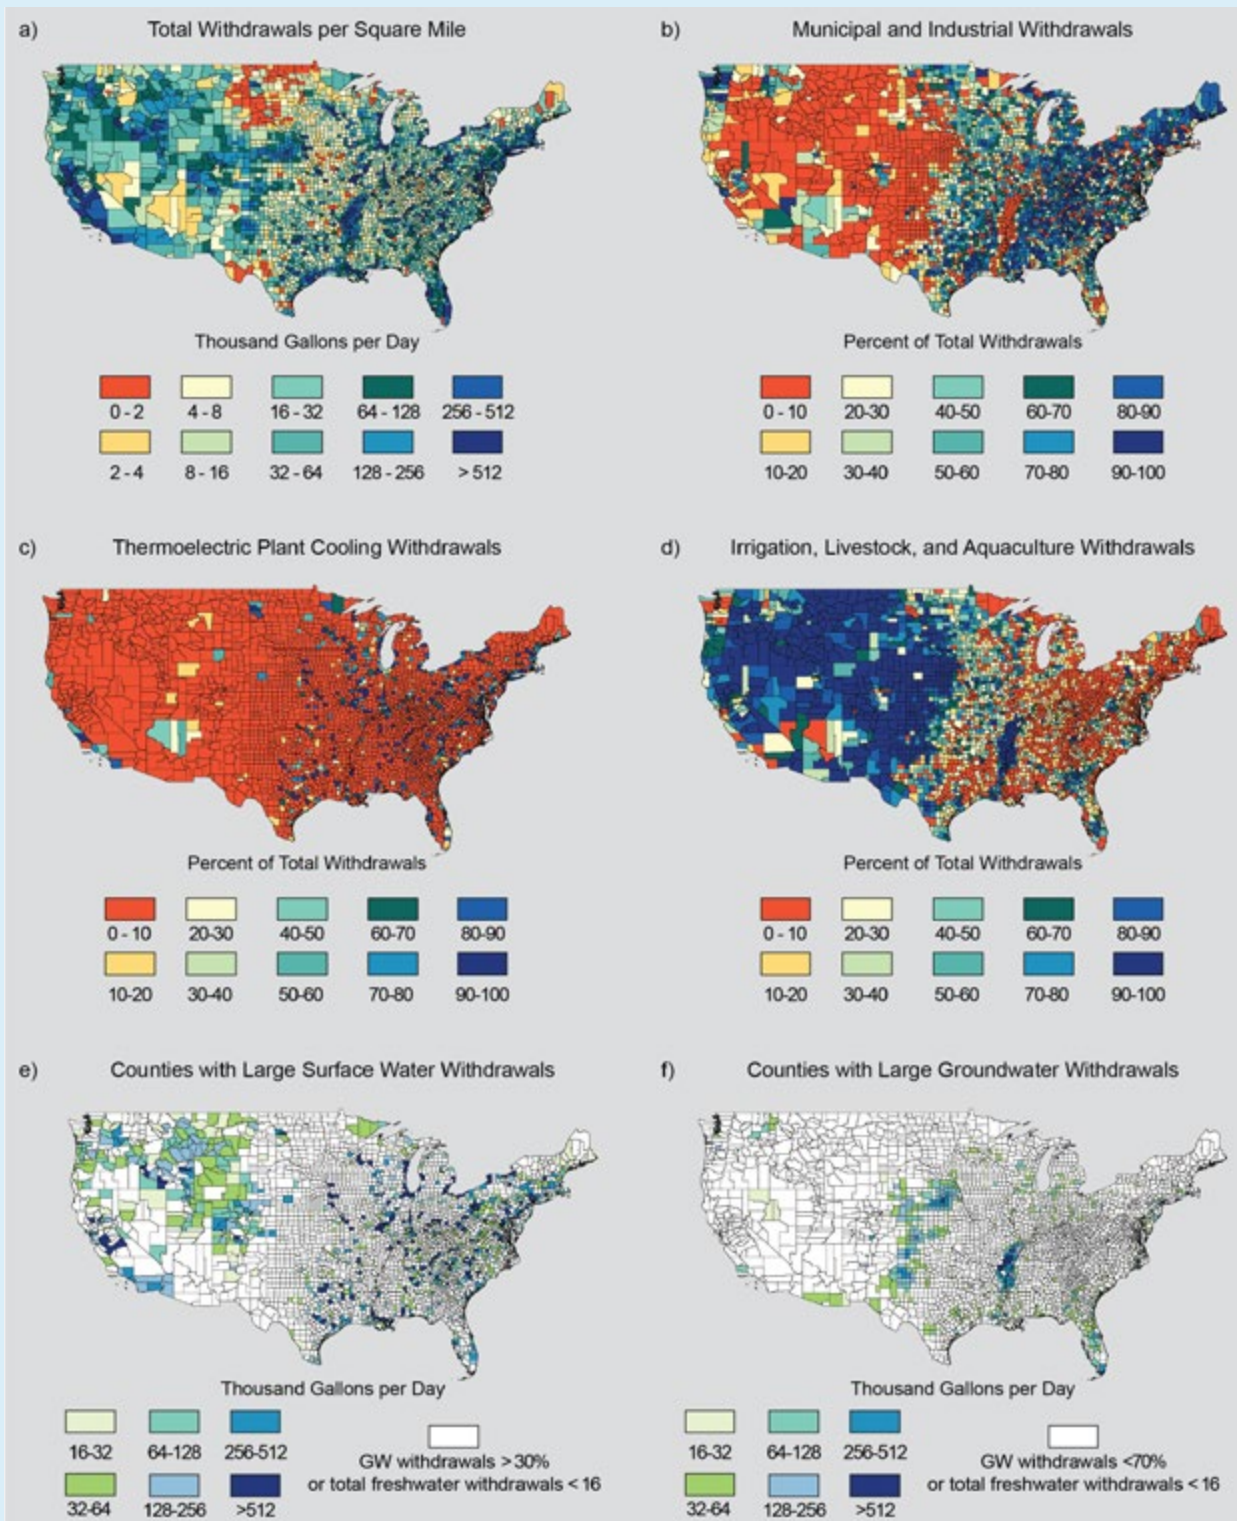 a) Total Withdrawals per Square Mile
b) Municipal and Industrial Withdrawals
Thousand Gallons per Day
0 - 2 4 - 8 16 - 32 64 - 128 256 - 512
2 - 4 8 - 16 32 - 64 128 - 256 > 512
Percent of Total Withdrawals
0 - 10 20-30 40-50 60-70 80-90
10-20 30-40 50-60 70-80 90-100
c) Thermoelectric Plant Cooling Withdrawals
d) Irrigation, Livestock, and Aquaculture Withdrawals
Percent of Total Withdrawals
0 - 10 20-30 40-50 60-70 80-90
10-20 30-40 50-60 70-80 90-100
Percent of Total Withdrawals
0 - 10 20-30 40-50 60-70 80-90
10-20 30-40 50-60 70-80 90-100
e) Counties with Large Surface Water Withdrawals
f) Counties with Large Groundwater Withdrawals
Thousand Gallons per Day
16-32 64-128 256-512
GW withdrawals > 30%
or total freshwater withdrawals < 16
32-64 128-256 >512
Thousand Gallons per Day
16-32 64-128 256-512
GW withdrawals <70%
or total freshwater withdrawals < 16
32-64 128-256 >512